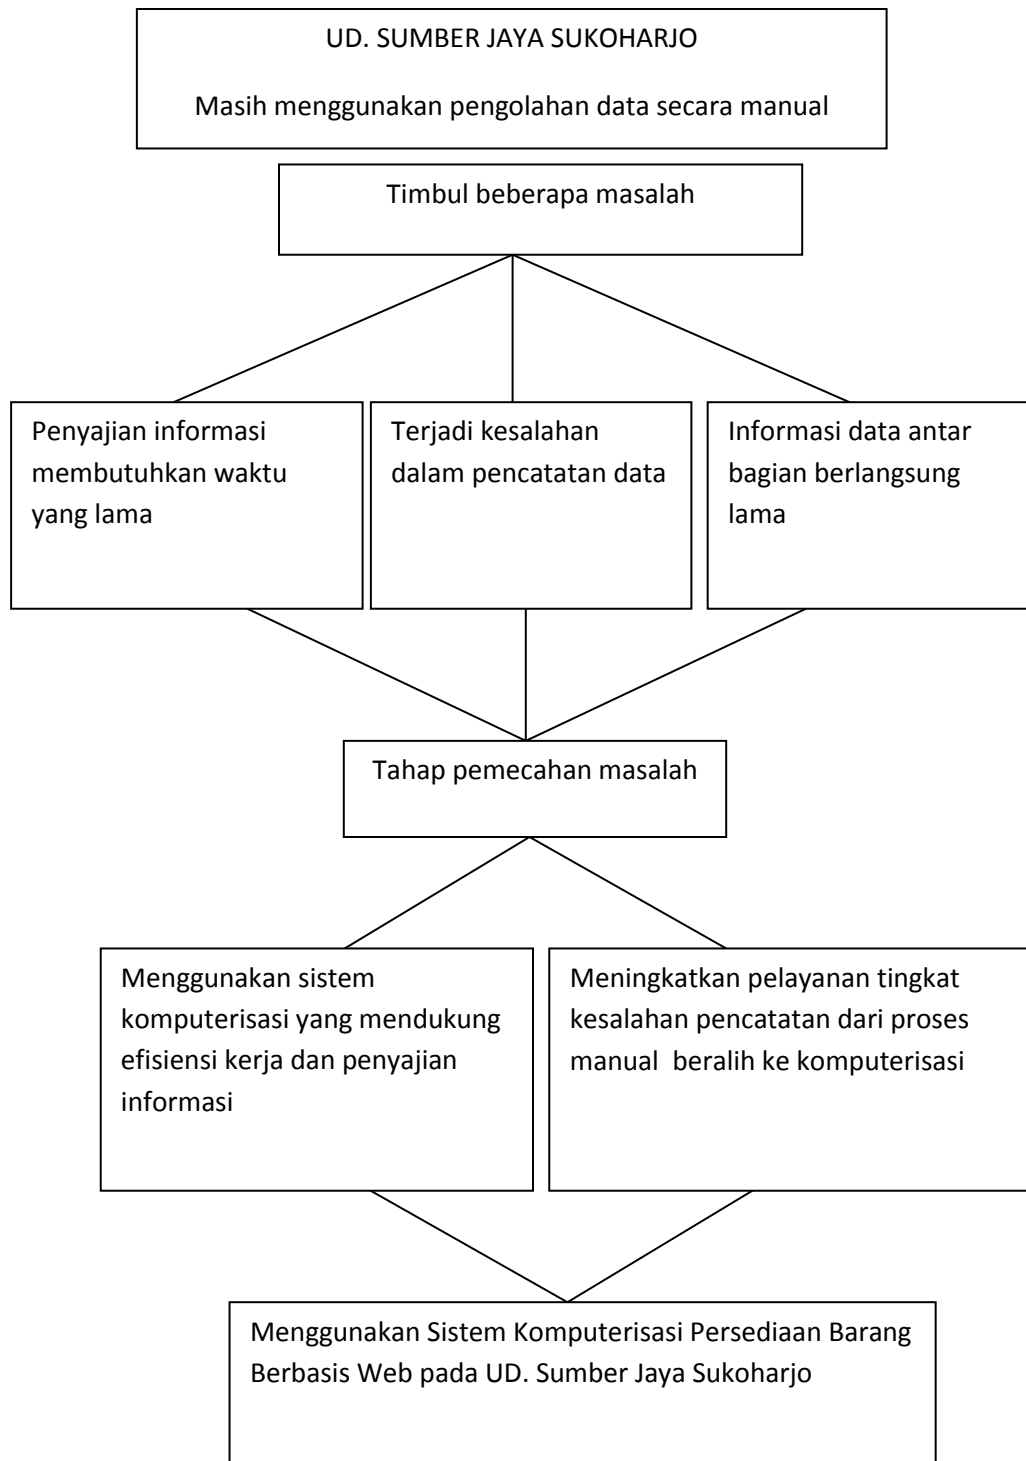 UD. SUMBER JAYA SUKOHARJO
Masih menggunakan pengolahan data secara manual
Timbul beberapa masalah
Penyajian informasi
membutuhkan waktu
yang lama
Terjadi kesalahan
dalam pencatatan data
Informasi data antar
bagian berlangsung
lama
Tahap pemecahan masalah
Menggunakan sistem
komputerisasi yang mendukung
efisiensi kerja dan penyajian
informasi
Meningkatkan pelayanan tingkat
kesalahan pencatatan dari proses
manual  beralih ke komputerisasi
Menggunakan Sistem Komputerisasi Persediaan Barang
Berbasis Web pada UD. Sumber Jaya Sukoharjo